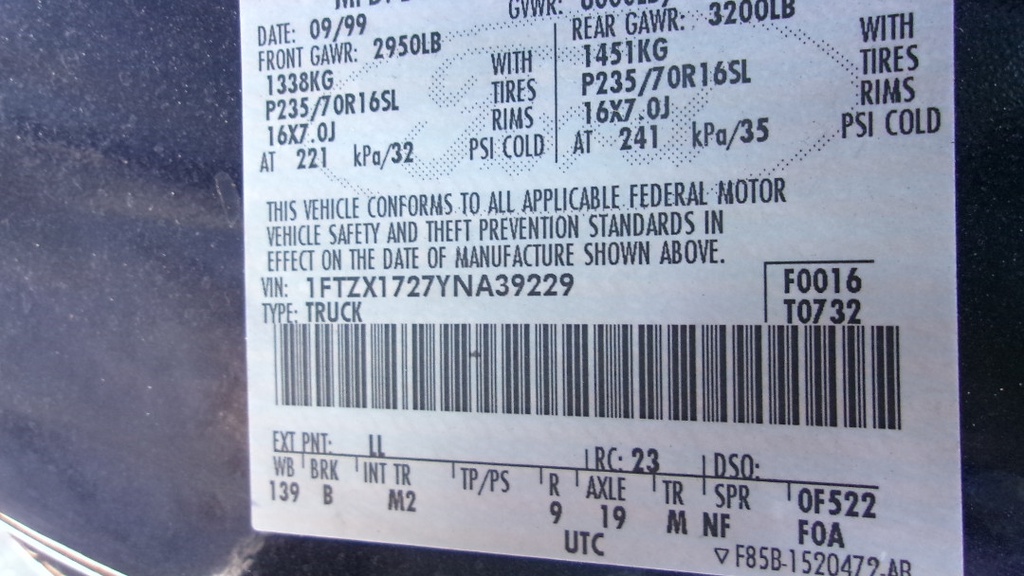 DATE: 09/99 GVWR:
FRONT GAWR: 2950LB REAR GAWR: 3200LB
1338KG WITH 1451KG WITH
P235/70R16SL TIRES P235/70R16SL TIRES
16X7.0J RIMS 16X7.0J RIMS
AT 221 kPa/32 PSI COLD AT 241 kPa/35 PSI COLD
THIS VEHICLE CONFORMS TO ALL APPLICABLE FEDERAL MOTOR
VEHICLE SAFETY AND THEFT PREVENTION STANDARDS IN
EFFECT ON THE DATE OF MANUFACTURE SHOWN ABOVE.
VIN: 1FTZX1727YNA39229 F0016
TYPE: TRUCK T0732
EXT PNT: LL RC: 23 DSO:
WB BRK INT TR TP/PS R AXLE TR SPR 0F522
139 B M2 9 19 M NF FOA
UTC ▽ F85B-1520472-AB